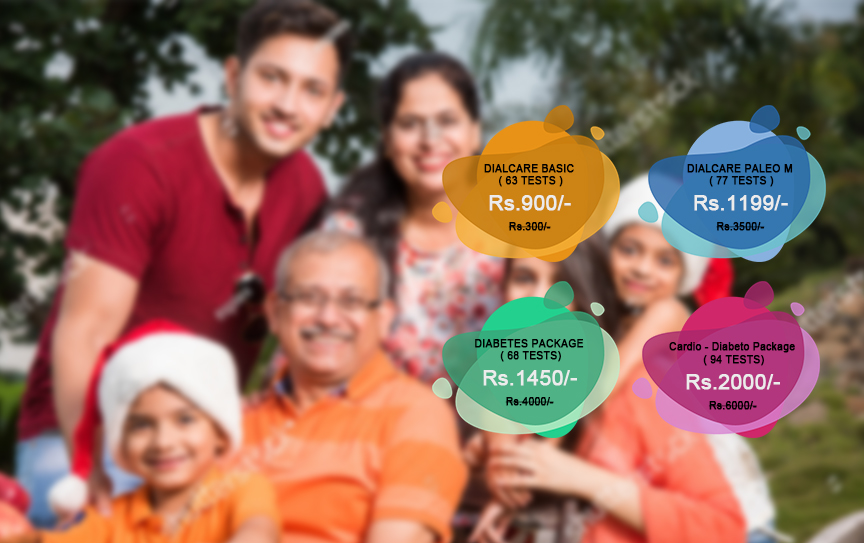 DIALCARE BASIC
( 63 TESTS )
Rs.900/-
Rs.300/-
DIALCARE PALEO M
( 77 TESTS )
Rs.1199/-
Rs.3500/-
DIABETES PACKAGE
( 68 TESTS)
Rs.1450/-
Rs.4000/-
Cardio - Diabeto Package
( 94 TESTS)
Rs.2000/-
Rs.6000/-